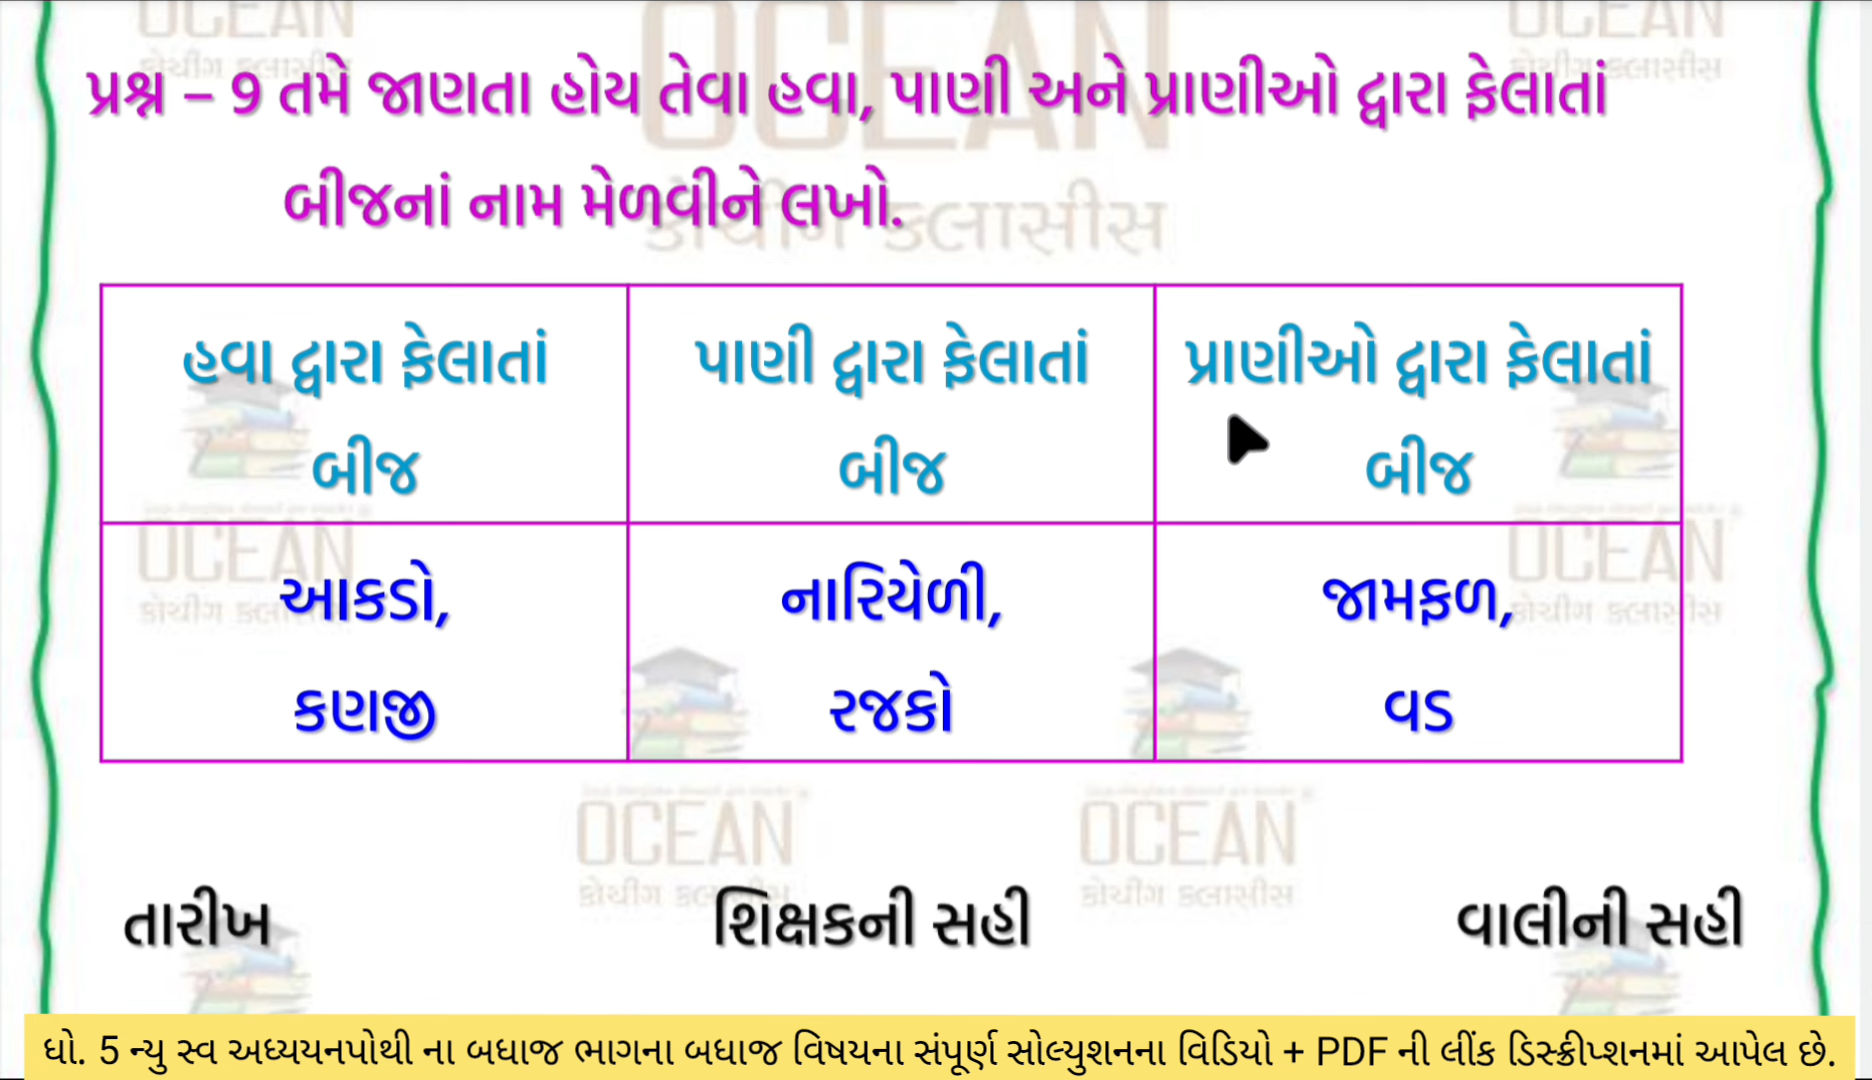 પ્રશ્ન – 9 તમે જાણતા હોય તેવા હવા, પાણી અને પ્રાણીઓ દ્વારા ફેલાતાં
બીજનાં નામ મેળવીને લખો.
હવા દ્વારા ફેલાતાં
બીજ
પાણી દ્વારા ફેલાતાં
બીજ
પ્રાણીઓ દ્વારા ફેલાતાં
બીજ
આકડો,
કણજી
નારિયેળી,
રજકો
જામફળ,
વડ
તારીખ
શિક્ષકની સહી
વાલીની સહી
ધો. 5 ન્યુ સ્વ અધ્યયનપોથી ના બધાજ ભાગના બધાજ વિષયના સંપૂર્ણ સોલ્યુશનના વિડિયો + PDF ની લીંક ડિસ્ક્રીપ્શનમાં આપેલ છે.
OCEAN
કોચીગ ક્લાસીસ